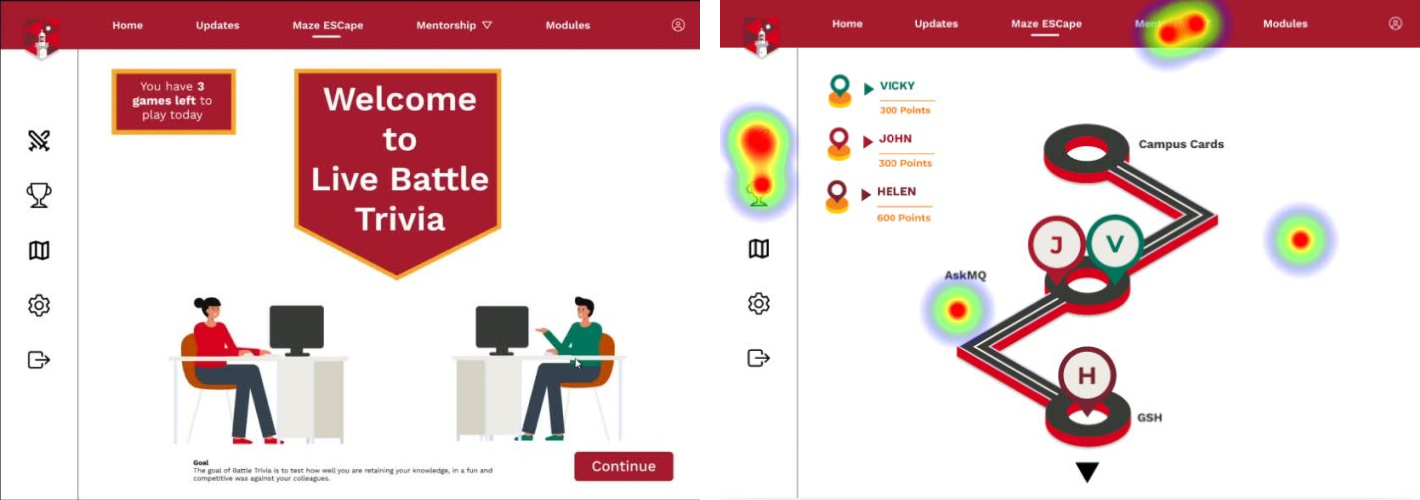 Home Updates Maze ESCape Mentorship Modules
You have 3
games left to
play today
Welcome
to
Live Battle
Trivia
Goal
The goal of Battle Trivia is to test how well you are retaining your knowledge, in a fun and
competitive was against your colleagues.
Continue
Home Updates Maze ESCape Modules
VICKY
300 Points
JOHN
300 Points
HELEN
600 Points
Campus Cards
J V
AskMQ
H
GSH